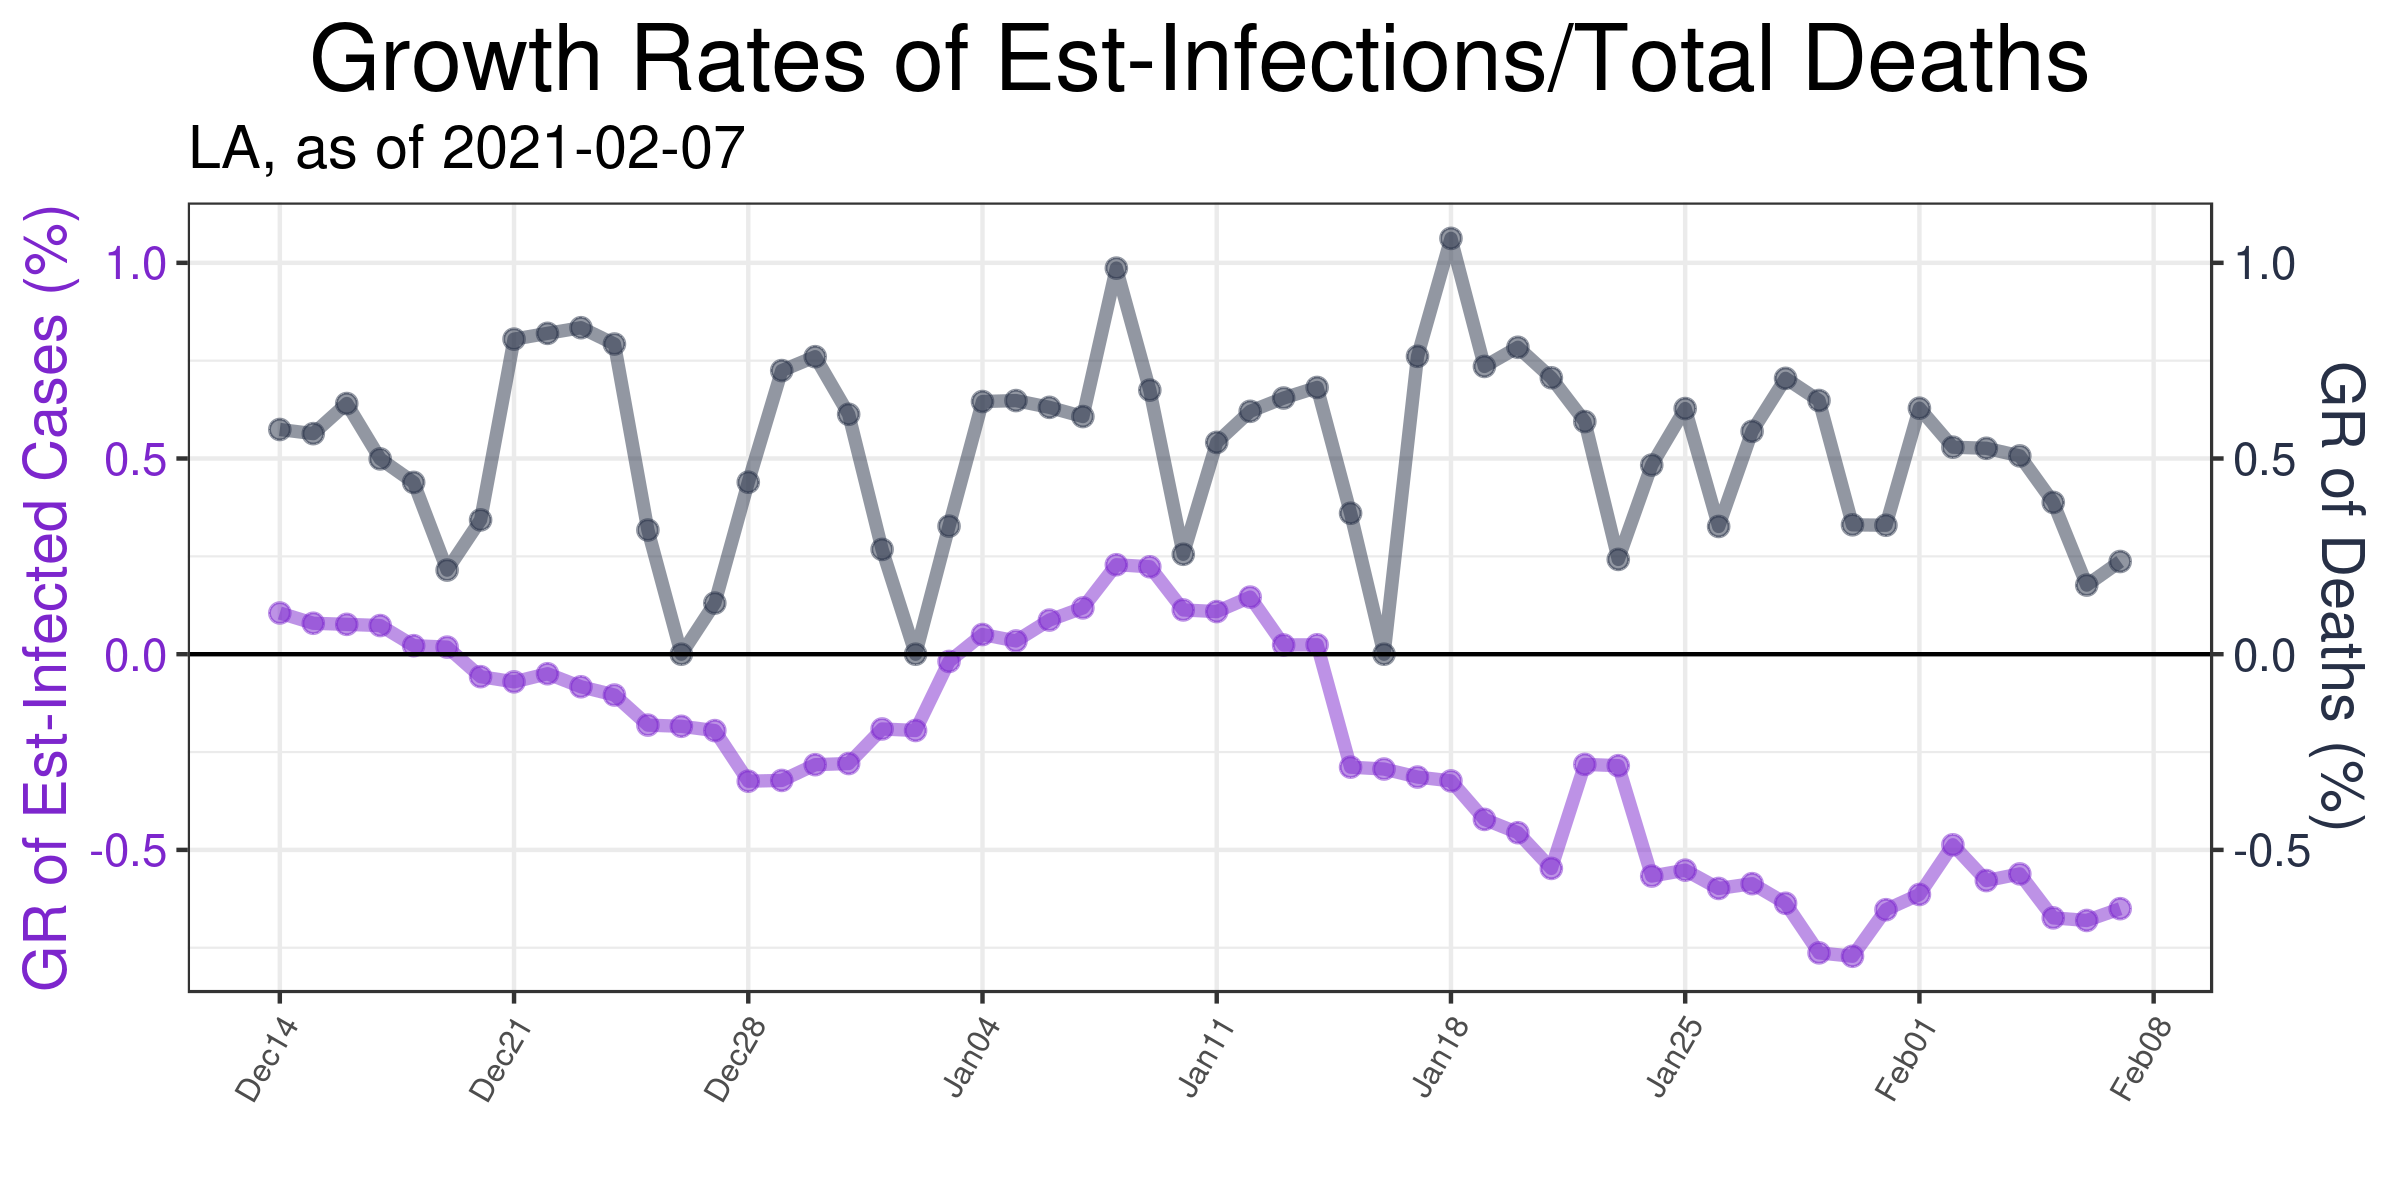 Growth Rates of Est-Infections/Total Deaths
LA, as of 2021-02-07
GR of Est-Infected Cases (%)
1.0
0.5
0.0
-0.5
1.0
0.5
0.0
-0.5
GR of Deaths (%)
Dec14
Dec21
Dec28
Jan04
Jan11
Jan18
Jan25
Feb01
Feb08